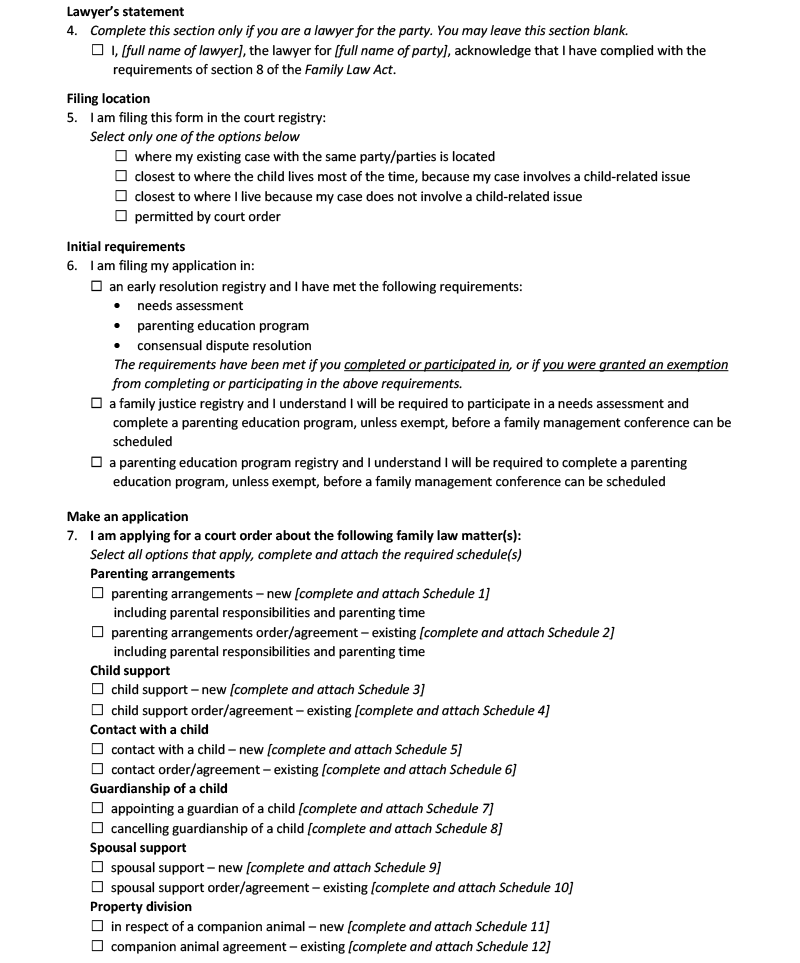 Lawyer's statement
4. Complete this section only if you are a lawyer for the party. You may leave this section blank.
☐ I, [full name of lawyer], the lawyer for [full name of party], acknowledge that I have complied with the
requirements of section 8 of the Family Law Act.
Filing location
5. I am filing this form in the court registry:
Select only one of the options below
☐ where my existing case with the same party/parties is located
☐ closest to where the child lives most of the time, because my case involves a child-related issue
☐ closest to where I live because my case does not involve a child-related issue
☐ permitted by court order
Initial requirements
6. I am filing my application in:
☐ an early resolution registry and I have met the following requirements:
• needs assessment
• parenting education program
• consensual dispute resolution
The requirements have been met if you completed or participated in, or if you were granted an exemption
from completing or participating in the above requirements.
☐ a family justice registry and I understand I will be required to participate in a needs assessment and
complete a parenting education program, unless exempt, before a family management conference can be
scheduled
☐ a parenting education program registry and I understand I will be required to complete a parenting
education program, unless exempt, before a family management conference can be scheduled
Make an application
7. I am applying for a court order about the following family law matter(s):
Select all options that apply, complete and attach the required schedule(s)
Parenting arrangements
☐ parenting arrangements – new [complete and attach Schedule 1]
including parental responsibilities and parenting time
☐ parenting arrangements order/agreement – existing [complete and attach Schedule 2]
including parental responsibilities and parenting time
Child support
☐ child support – new [complete and attach Schedule 3]
☐ child support order/agreement – existing [complete and attach Schedule 4]
Contact with a child
☐ contact with a child – new [complete and attach Schedule 5]
☐ contact order/agreement – existing [complete and attach Schedule 6]
Guardianship of a child
☐ appointing a guardian of a child [complete and attach Schedule 7]
☐ cancelling guardianship of a child [complete and attach Schedule 8]
Spousal support
☐ spousal support – new [complete and attach Schedule 9]
☐ spousal support order/agreement – existing [complete and attach Schedule 10]
Property division
☐ in respect of a companion animal – new [complete and attach Schedule 11]
☐ companion animal agreement – existing [complete and attach Schedule 12]